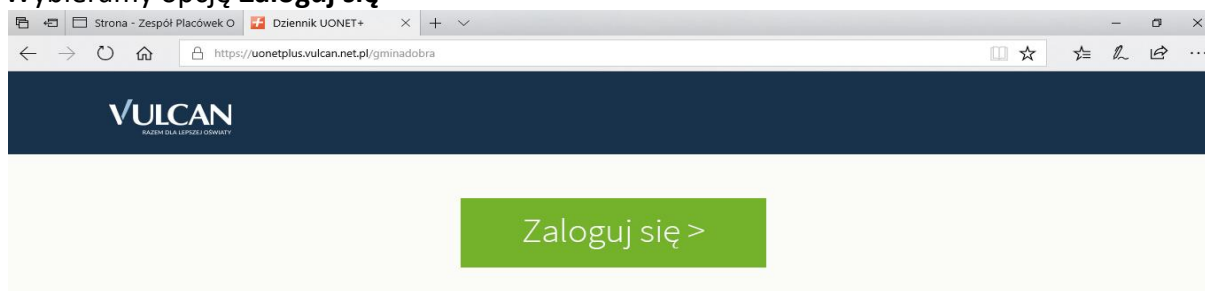 Wybieramy opcję Zaloguj się
Strona - Zespół Placówek O
Dziennik UONET+
https://uonetplus.vulcan.net.pl/gminadobra
VULCAN
RAZEM DLA LEPSZEJ OŚWIATY
Zaloguj się >